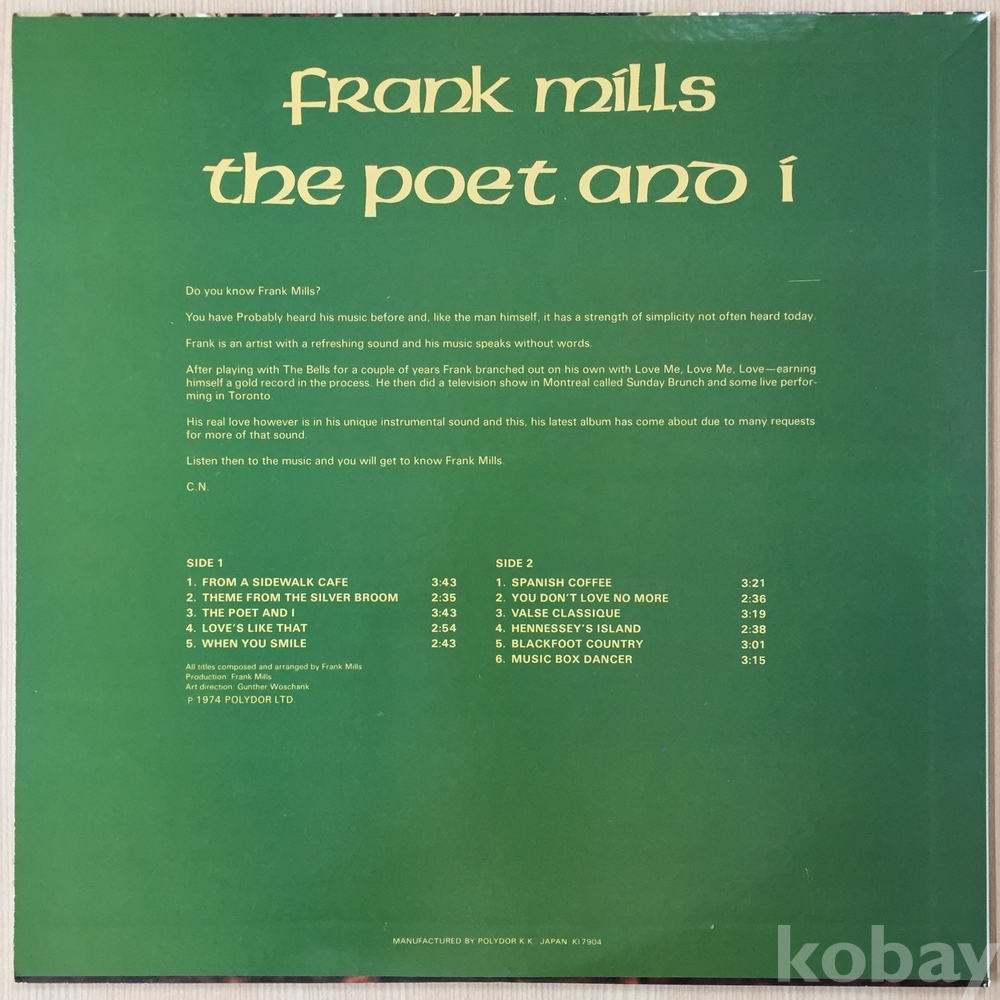 frank mills
the poet and i
Do you know Frank Mills?
You have Probably heard his music before and, like the man himself, it has a strength of simplicity not often heard today.
Frank is an artist with a refreshing sound and his music speaks without words.
After playing with The Bells for a couple of years Frank branched out on his own with Love Me, Love Me, Love—earning
himself a gold record in the process. He then did a television show in Montreal called Sunday Brunch and some live perfor-
ming in Toronto.
His real love however is in his unique instrumental sound and this, his latest album has come about due to many requests
for more of that sound.
Listen then to the music and you will get to know Frank Mills.
C.N.
SIDE 1
1. FROM A SIDEWALK CAFE 3:43
2. THEME FROM THE SILVER BROOM 2:35
3. THE POET AND I 3:43
4. LOVE'S LIKE THAT 2:54
5. WHEN YOU SMILE 2:43
All titles composed and arranged by Frank Mills
Production: Frank Mills
Art direction: Gunther Woschank
℗ 1974 POLYDOR LTD.
SIDE 2
1. SPANISH COFFEE 3:21
2. YOU DON'T LOVE NO MORE 2:36
3. VALSE CLASSIQUE 3:19
4. HENNESSEY'S ISLAND 2:38
5. BLACKFOOT COUNTRY 3:01
6. MUSIC BOX DANCER 3:15
MANUFACTURED BY POLYDOR K.K. JAPAN KI7904
kobay